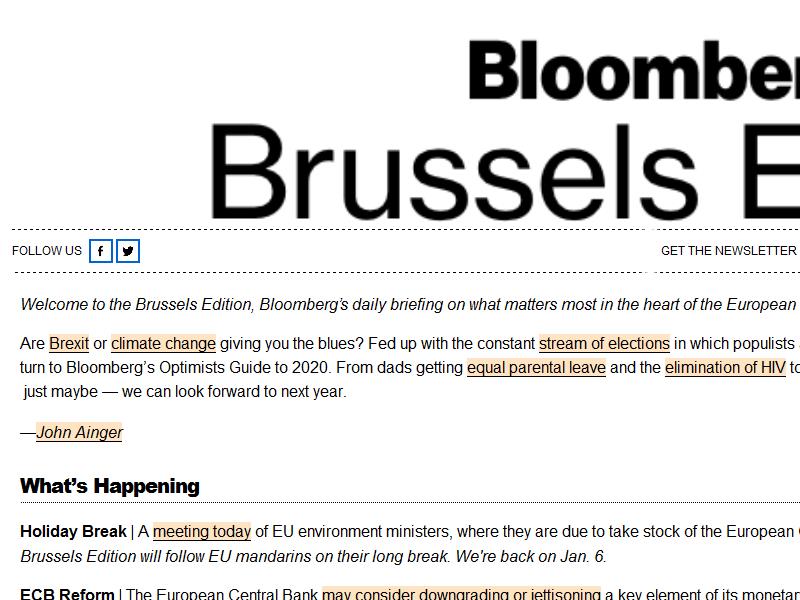 Bloomber
Brussels E
FOLLOW US
GET THE NEWSLETTER
Welcome to the Brussels Edition, Bloomberg's daily briefing on what matters most in the heart of the European
Are Brexit or climate change giving you the blues? Fed up with the constant stream of elections in which populists
turn to Bloomberg's Optimists Guide to 2020. From dads getting equal parental leave and the elimination of HIV to
just maybe — we can look forward to next year.
—John Ainger
What's Happening
Holiday Break | A meeting today of EU environment ministers, where they are due to take stock of the European
Brussels Edition will follow EU mandarins on their long break. We're back on Jan. 6.
ECB Reform | The European Central Bank may consider downgrading or jettisoning a key element of its monetar